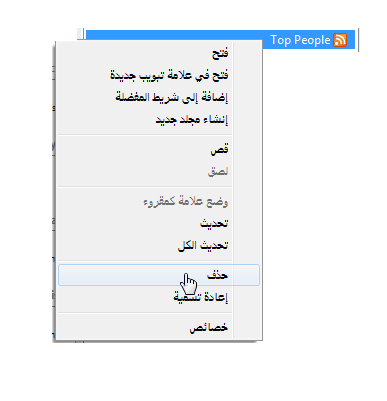 Top People
فتح
فتح في علامة تبويب جديدة
إضافة إلى شريط المفضلة
إنشاء مجلد جديد
قص
لصق
وضع علامة كمقروء
تحديث
تحديث الكل
حذف
إعادة تسمية
خصائص